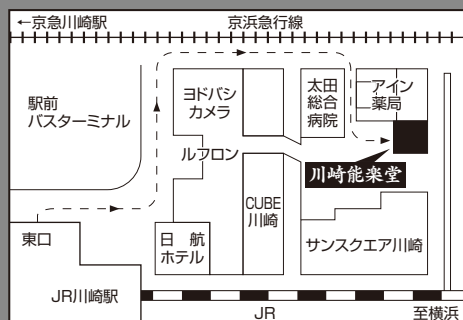 ←京急川崎駅
京浜急行線
駅前
バスターミナル
ヨドバシ
カメラ
ルフロン
太田
総合
病院
アイン
薬局
川崎能楽堂
CUBE
川崎
日航
ホテル
サンスクエア川崎
東口
JR川崎駅
JR
至横浜